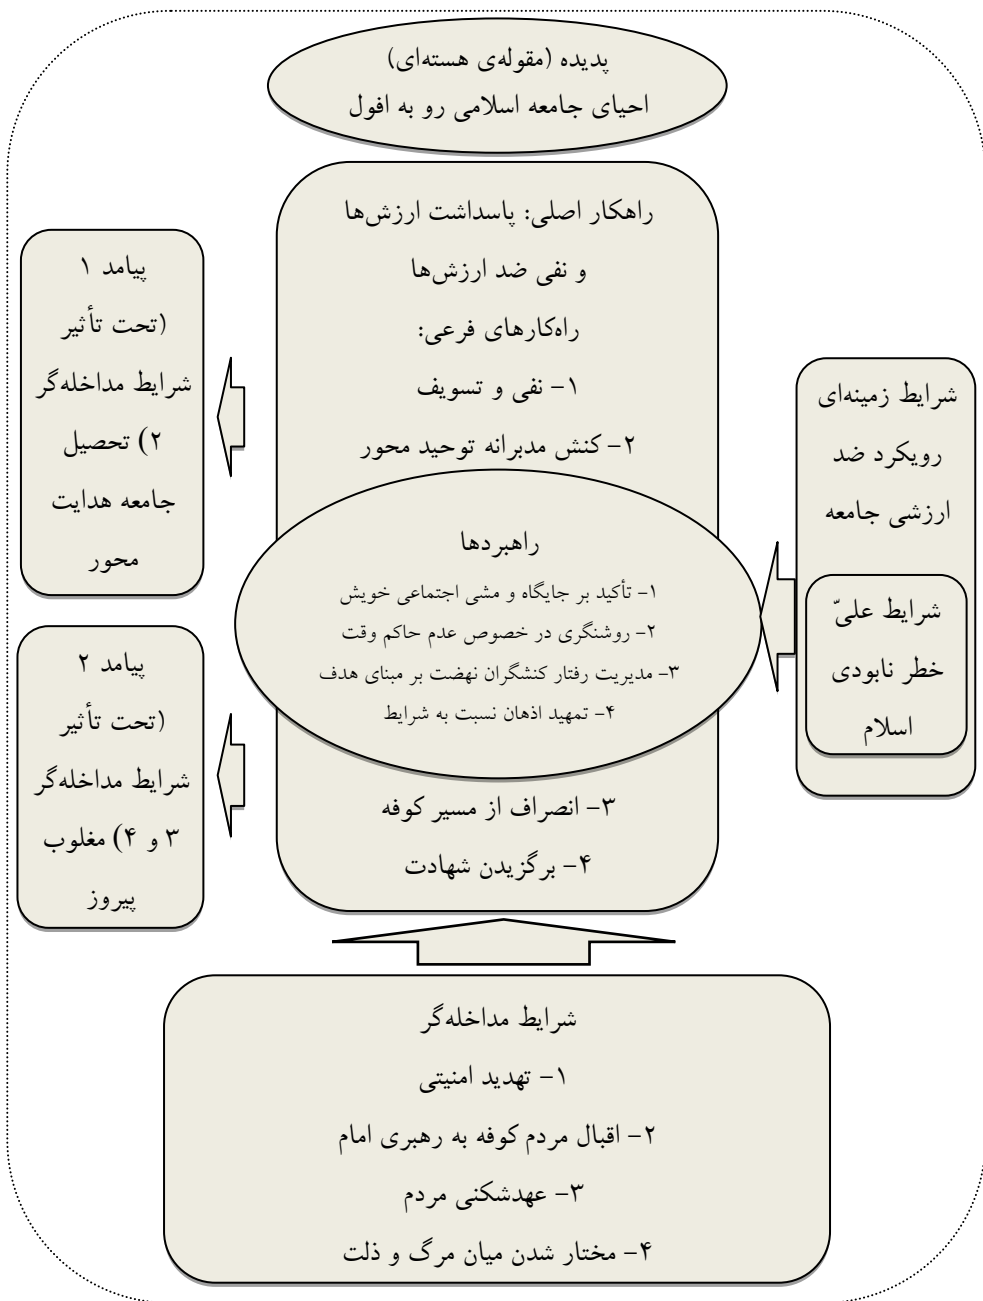 پدیده (مقوله‌ی هسته‌ای)
احیای جامعه اسلامی رو به افول
راهکار اصلی: پاسداشت ارزش‌ها
و نفی ضد ارزش‌ها
راه‌کارهای فرعی:
۱- نفی و تسویف
۲- کنش مدبرانه توحید محور
راهبردها
۱- تأکید بر جایگاه و مشی اجتماعی خویش
۲- روشنگری در خصوص عدم حاکم وقت
۳- مدیریت رفتار کنشگران نهضت بر مبنای هدف
۴- تمهید اذهان نسبت به شرایط
۳- انصراف از مسیر کوفه
۴- برگزیدن شهادت
شرایط زمینه‌ای
رویکرد ضد
ارزشی جامعه
شرایط علیّ
خطر نابودی
اسلام
پیامد ۱
(تحت تأثیر
شرایط مداخله‌گر
۲) تحصیل
جامعه هدایت
محور
پیامد ۲
(تحت تأثیر
شرایط مداخله‌گر
۳ و ۴) مغلوب
پیروز
شرایط مداخله‌گر
۱- تهدید امنیتی
۲- اقبال مردم کوفه به رهبری امام
۳- عهدشکنی مردم
۴- مختار شدن میان مرگ و ذلت